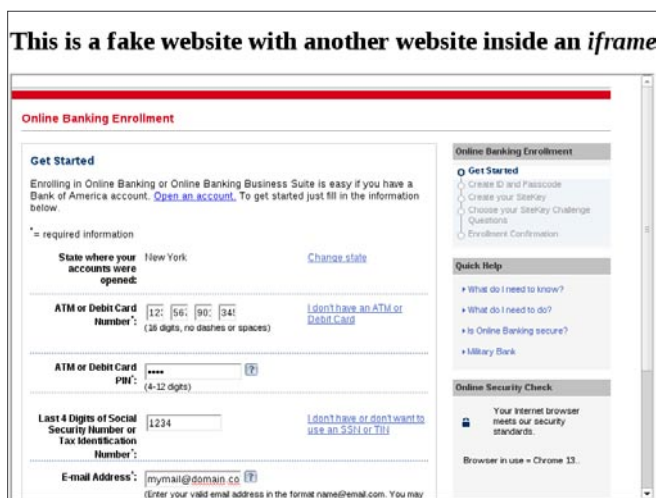 This is a fake website with another website inside an iframe
Online Banking Enrollment
Get Started
Enrolling in Online Banking or Online Banking Business Suite is easy if you have a
Bank of America account. Open an account. To get started just fill in the information
below.
* = required information
State where your
accounts were
opened:
New York
Change state
ATM or Debit Card
Number*:
(16 digits, no dashes or spaces)
I don't have an ATM or
Debit Card
ATM or Debit Card
PIN*:
••••
?
(4-12 digits)
Last 4 Digits of Social
Security Number or
Tax Identification
Number*:
1234
I don't have or don't want to
use an SSN or TIN
E-mail Address*:
mymail@domain.co
?
(Enter your valid email address in the format name@email.com. You may
Online Banking Enrollment
Get Started
Create ID and Passcode
Create your SiteKey
Choose your SiteKey Challenge
Questions
Enrollment Confirmation
Quick Help
What do I need to know?
What do I need to do?
Is Online Banking secure?
Military Bank
Online Security Check
Your Internet browser
meets our security
standards.
Browser in use = Chrome 13..